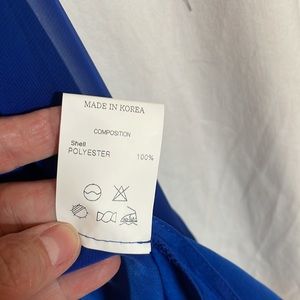 MADE IN KOREA
COMPOSITION
Shell
POLYESTER 100%